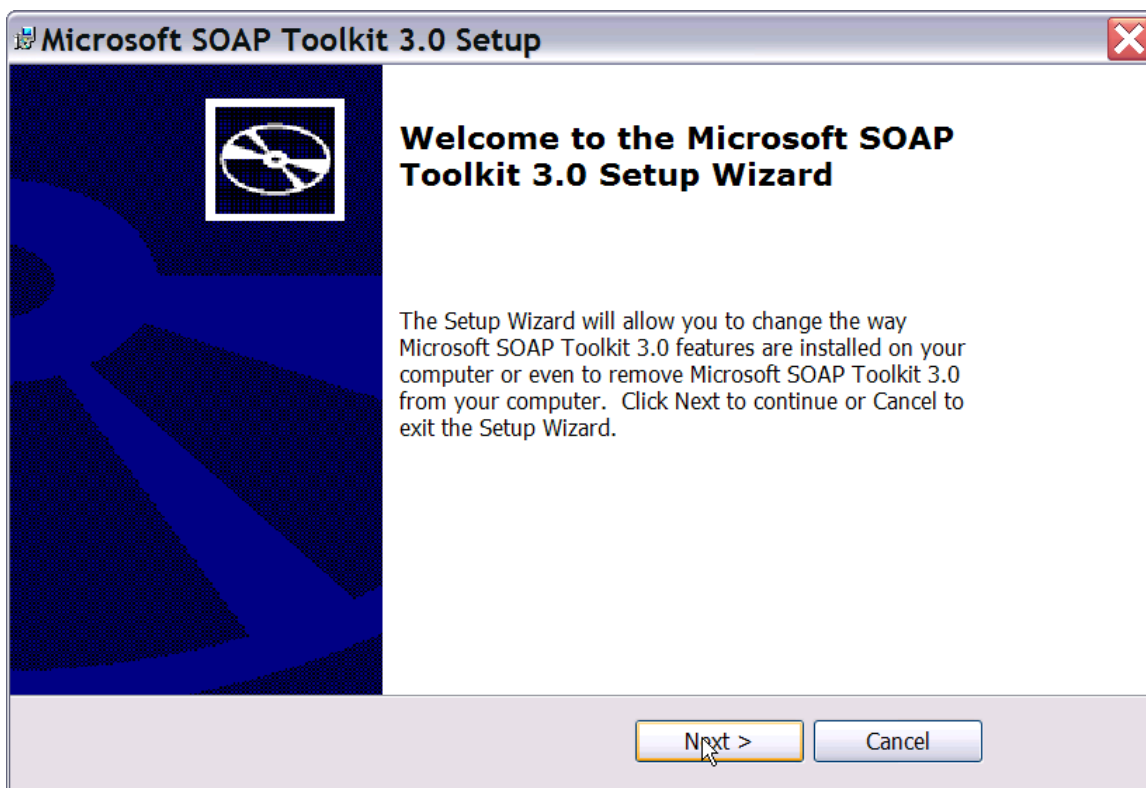 Microsoft SOAP Toolkit 3.0 Setup
Welcome to the Microsoft SOAP
Toolkit 3.0 Setup Wizard
The Setup Wizard will allow you to change the way
Microsoft SOAP Toolkit 3.0 features are installed on your
computer or even to remove Microsoft SOAP Toolkit 3.0
from your computer.  Click Next to continue or Cancel to
exit the Setup Wizard.
Next >
Cancel